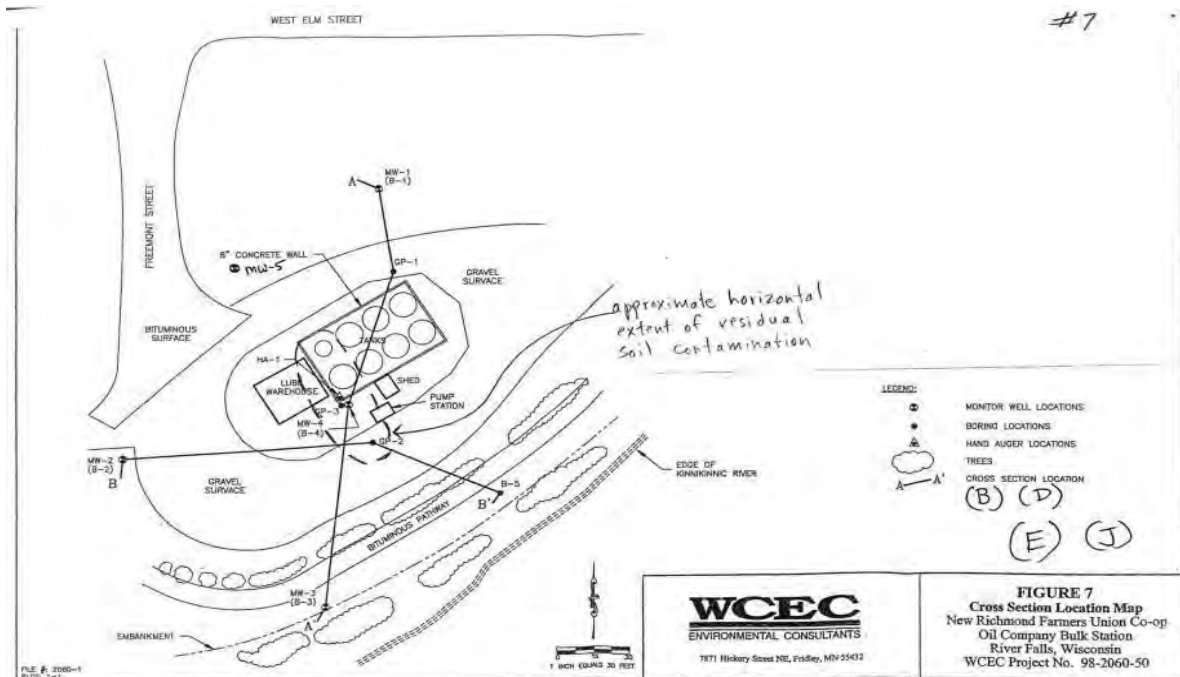 WEST ELM STREET
#7
FREEMONT STREET
A
MW-1
(B-1)
8" CONCRETE WALL
MW-5
GP-1
GRAVEL
SURVACE
approximate horizontal
extent of residual
soil contamination
BITUMINOUS
SURFACE
TANKS
HA-1
LUBE
WAREHOUSE
SHED
PUMP
STATION
GP-3
MW-4
(B-4)
GP-2
MW-2
(B-2)
B
GRAVEL
SURVACE
B-5
B'
EDGE OF
KINNIKINNIC RIVER
BITUMINOUS PATHWAY
MW-3
(B-3)
A
EMBANKMENT
LEGEND:
MONITOR WELL LOCATIONS
BORING LOCATIONS
HAND AUGER LOCATIONS
TREES
A A' CROSS SECTION LOCATION
(B) (D)
(E) (J)
1 INCH EQUALS 30 FEET
FILE #: 2060-1
WCEC
ENVIRONMENTAL CONSULTANTS
7871 Hickory Street NE, Fridley, MN 55432
FIGURE 7
Cross Section Location Map
New Richmond Farmers Union Co-op
Oil Company Bulk Station
River Falls, Wisconsin
WCEC Project No. 98-2060-50